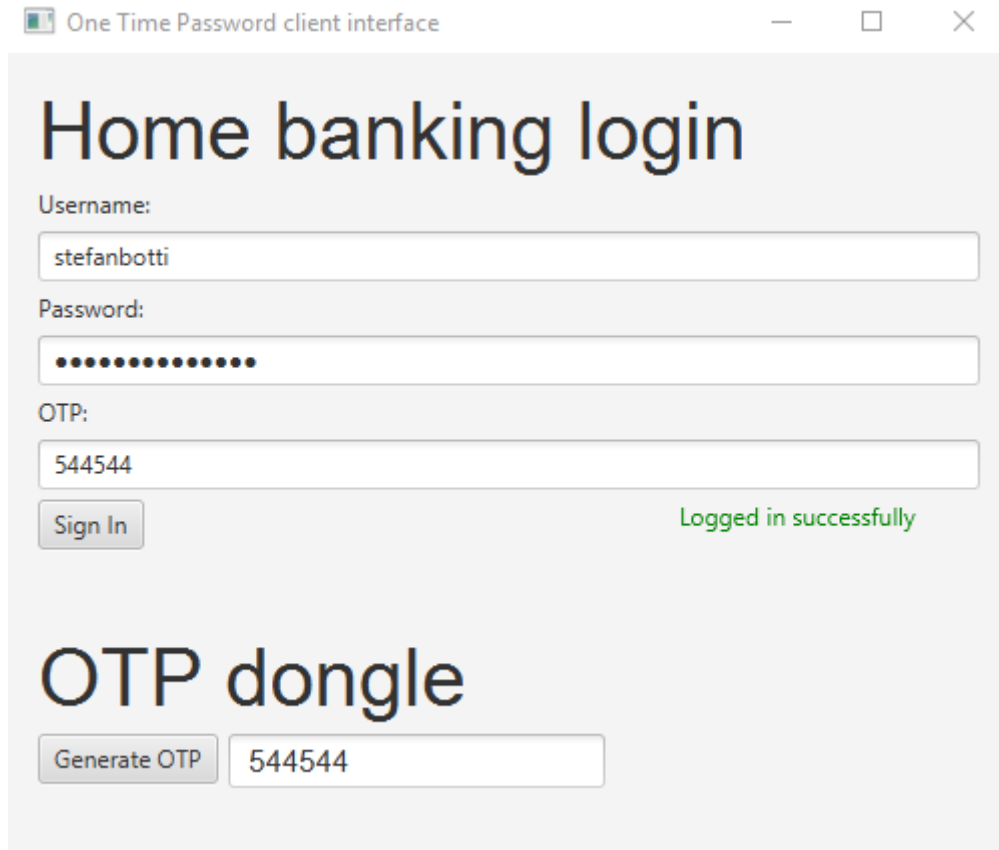 One Time Password client interface
Home banking login
Username:
stefanbotti
Password:
••••••••••••••
OTP:
544544
Sign In
Logged in successfully
OTP dongle
Generate OTP 544544